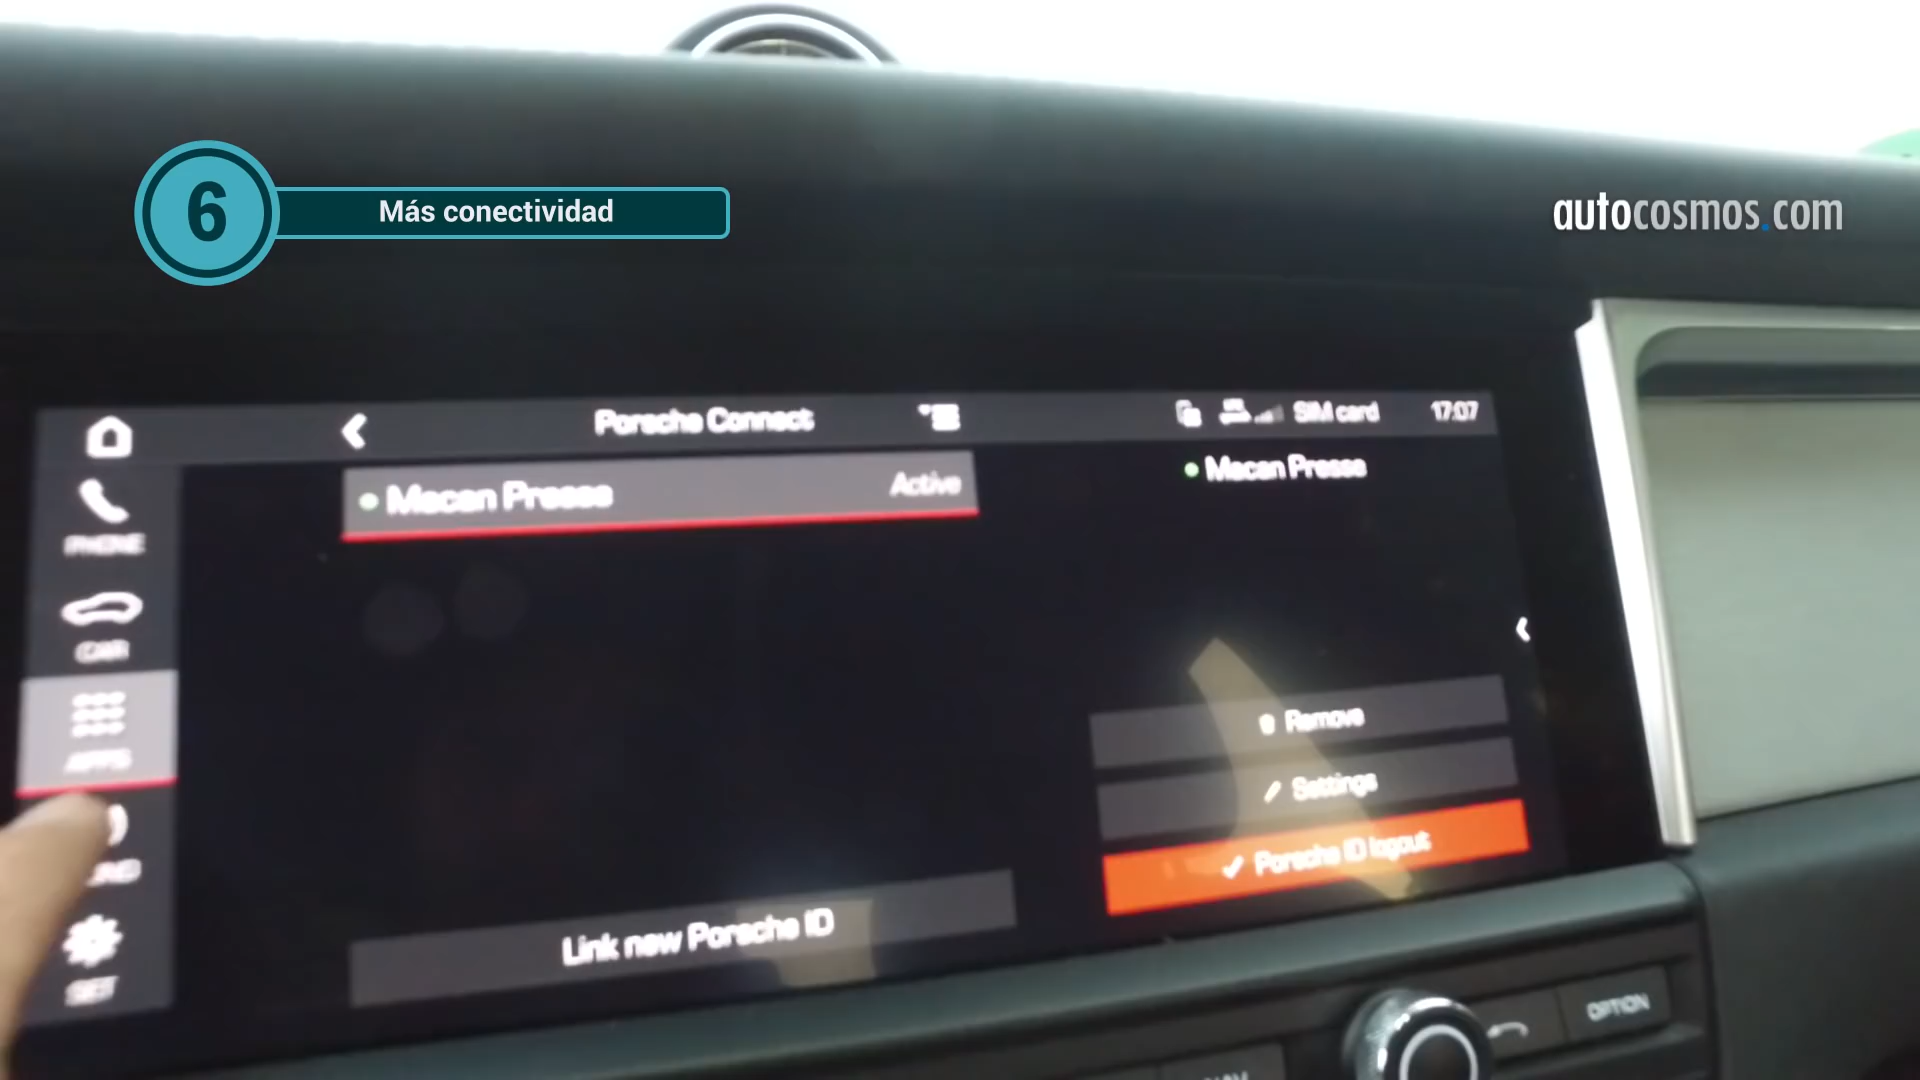 6
Más conectividad
autocosmos.com
Porsche Connect
SIM card
17:07
Macan Presse
Active
Macan Presse
PHONE
CAR
APPS
SET
Remove
Settings
Porsche ID logout
Link new Porsche ID
OPTION